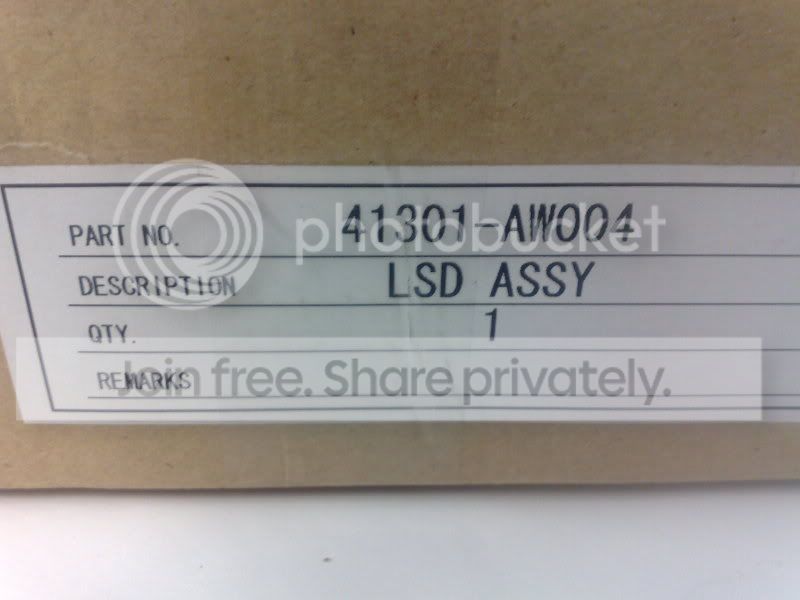 PART NO. 41301-AW004
photobucket
DESCRIPTION LSD ASSY
QTY. 1
REMARKS
Join free. Share privately.